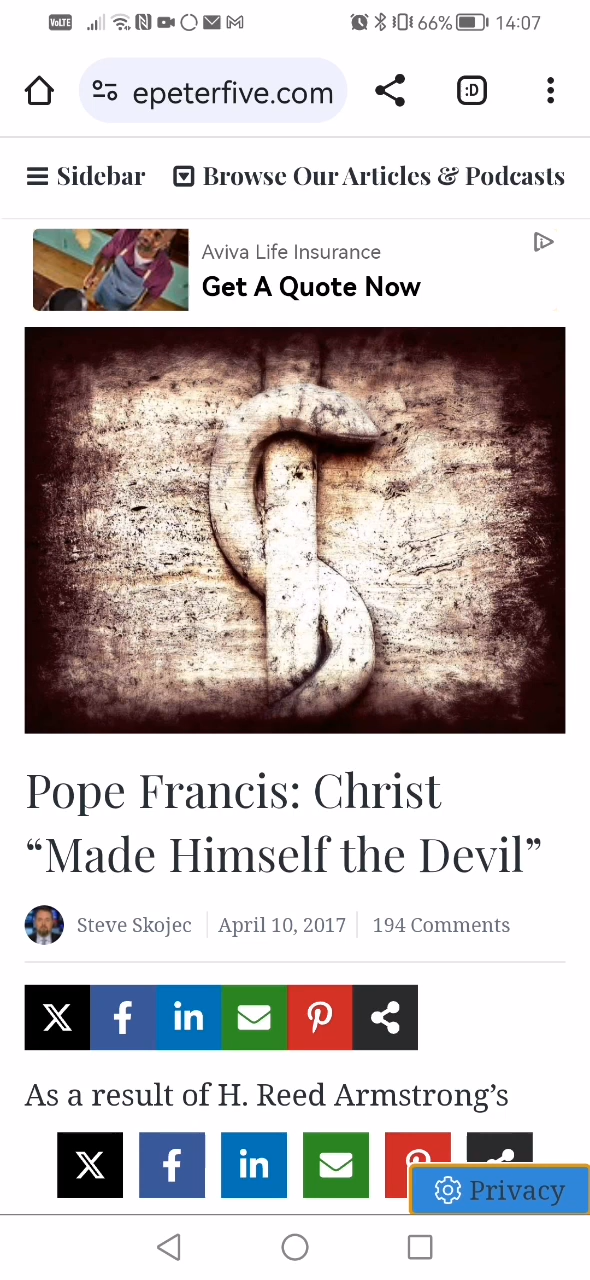 VoLTE 66% 14:07
epeterfive.com :D
Sidebar Browse Our Articles & Podcasts
Aviva Life Insurance
Get A Quote Now
Pope Francis: Christ
“Made Himself the Devil”
Steve Skojec April 10, 2017 194 Comments
As a result of H. Reed Armstrong’s
Privacy